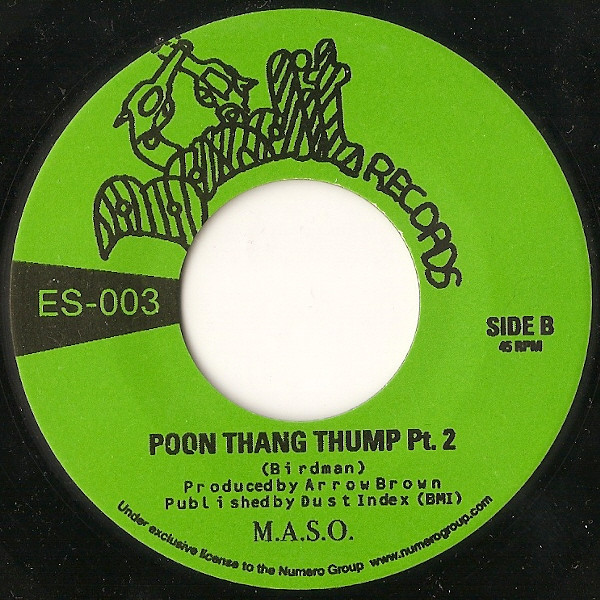 RECORDS
ES-003
SIDE B
45 RPM
POON THANG THUMP Pt. 2
(Birdman)
Produced by Arrow Brown
Published by Dust Index (BMI)
M.A.S.O.
Under exclusive license to the Numero Group www.numerogroup.com